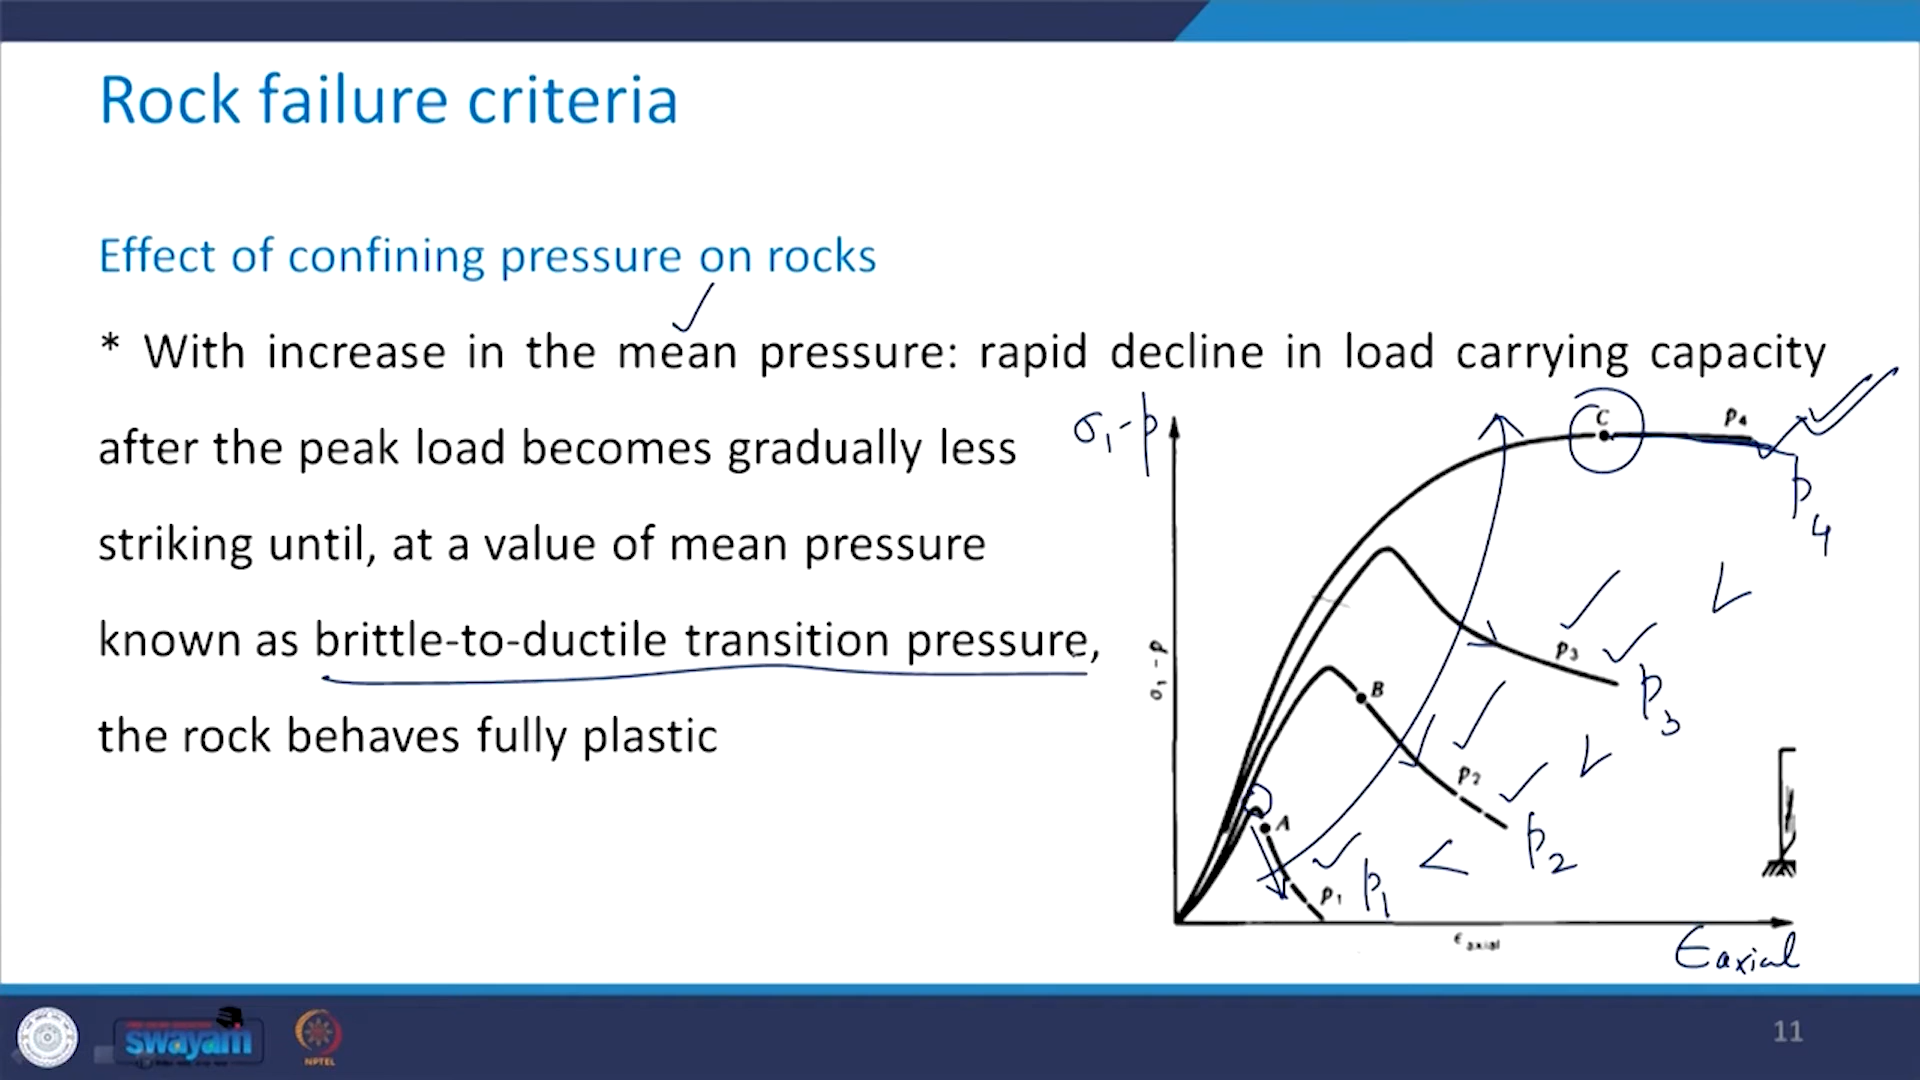 Rock failure criteria
Effect of confining pressure on rocks
* With increase in the mean pressure: rapid decline in load carrying capacity
after the peak load becomes gradually less
striking until, at a value of mean pressure
known as brittle-to-ductile transition pressure,
the rock behaves fully plastic
σ₁-p
C
P₄
p₄
σ₁ - P
P₃
p₃
B
P₂
p₂
A
P₁
p₁ <
ε axial
ϵaxial
swayam
NPTEL
11